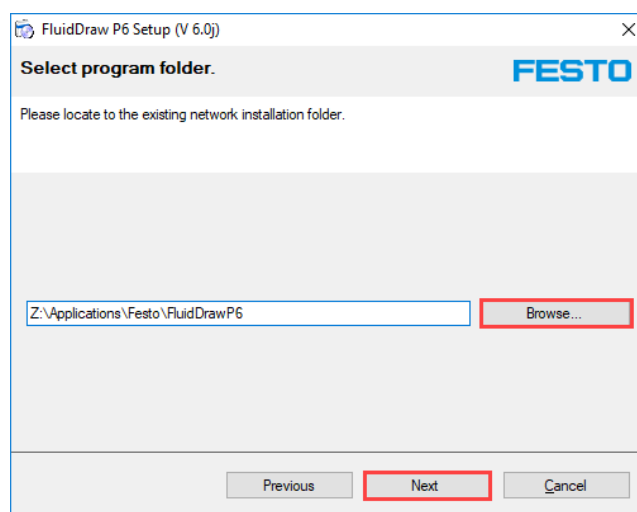 FluidDraw P6 Setup (V 6.0j)
Select program folder.
FESTO
Please locate to the existing network installation folder.
Z:\Applications\Festo\FluidDrawP6
Browse...
Previous
Next
Cancel